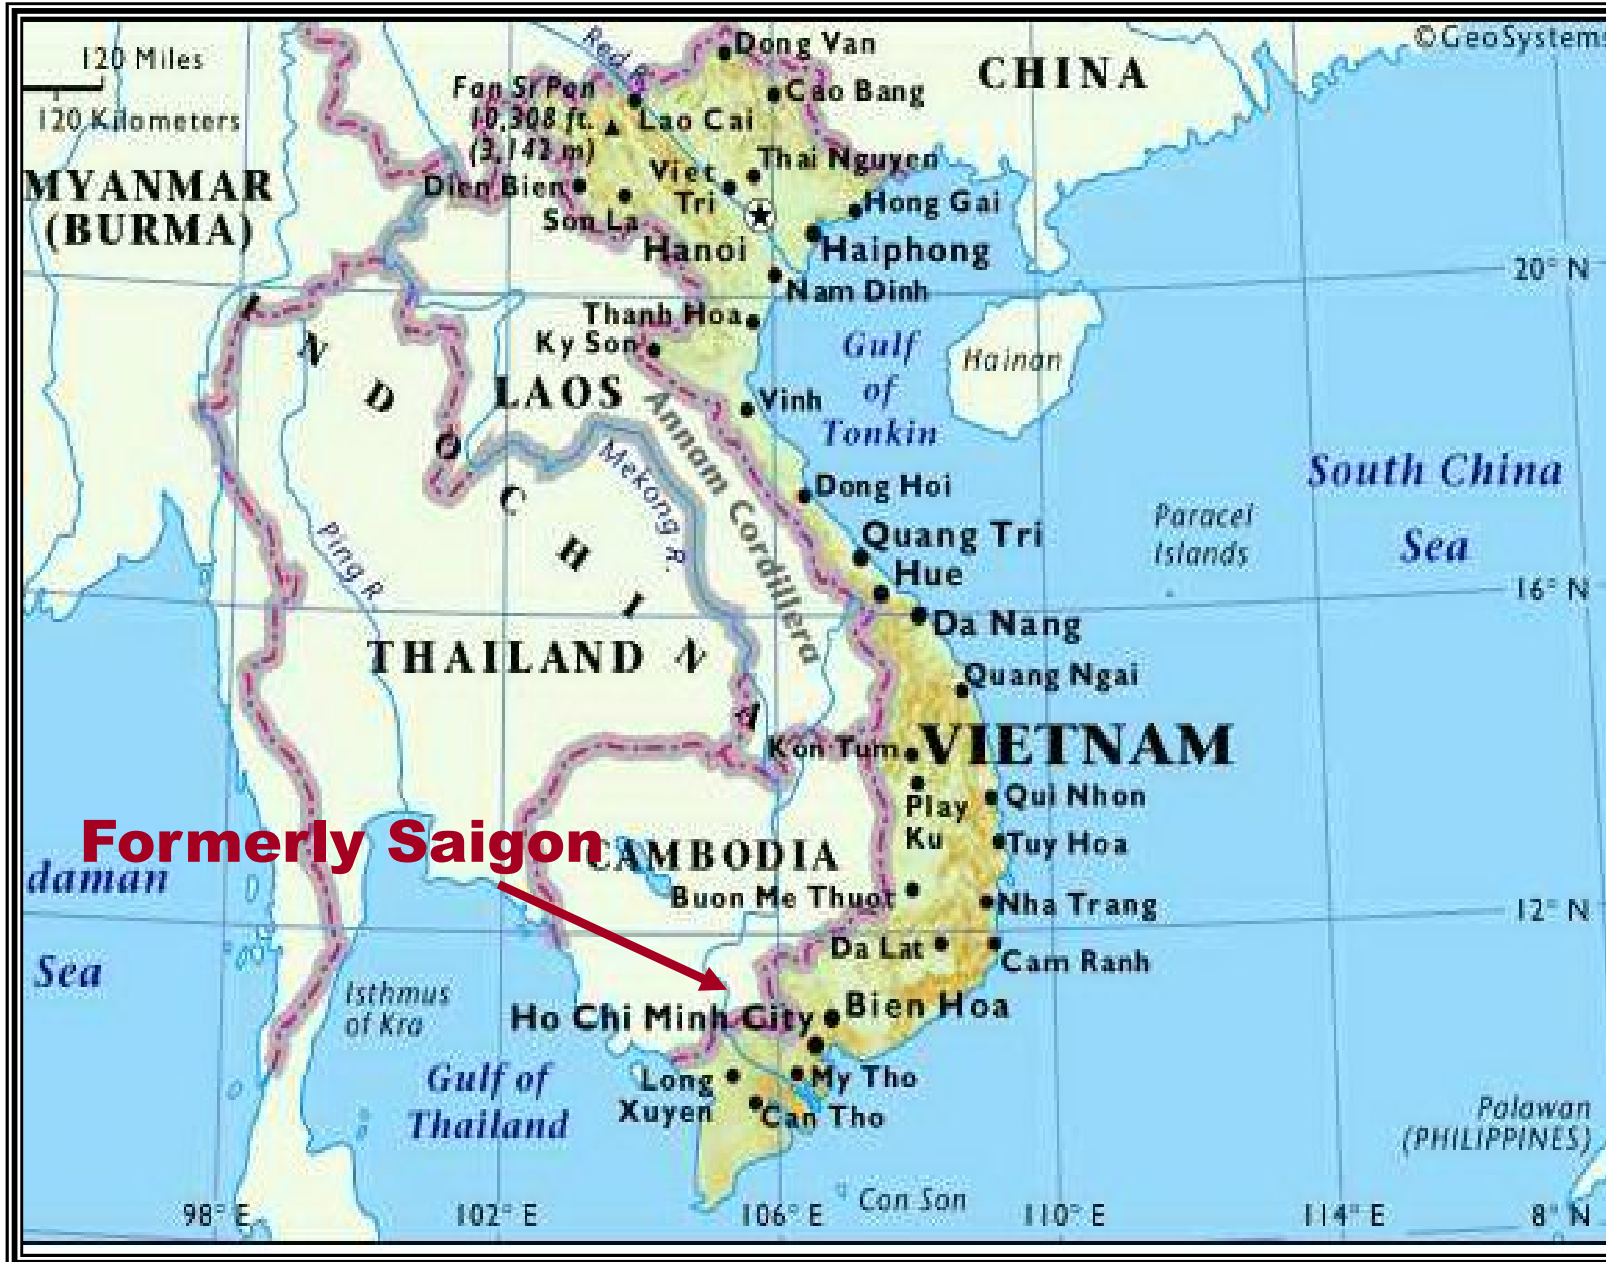 120 Miles
120 Kilometers
©GeoSystems
Red R.
Dong Van
CHINA
Fan Si Pan
10,308 ft.
(3,142 m)
Cao Bang
Lao Cai
MYANMAR
(BURMA)
Thai Nguyen
Viet
Tri
Dien Bien
Son La
Hong Gai
Hanoi
Haiphong
20° N
Nam Dinh
Thanh Hoa
Ky Son
Gulf
of
Tonkin
Hainan
INDOCHINA
LAOS
Vinh
Annam Cordillera
Mekong R.
South China
Sea
Dong Hoi
Ping R.
Paracel
Islands
Quang Tri
Hue
16° N
Da Nang
THAILAND
Quang Ngai
Kon Tum
VIETNAM
Play
Ku
Qui Nhon
Formerly Saigon
Tuy Hoa
CAMBODIA
daman
Sea
Buon Me Thuot
Nha Trang
12° N
Da Lat
Cam Ranh
Isthmus
of Kra
Ho Chi Minh City
Bien Hoa
Gulf of
Thailand
Long
Xuyen
My Tho
Can Tho
Palawan
(PHILIPPINES)
Con Son
98° E
102° E
106° E
110° E
114° E
8° N